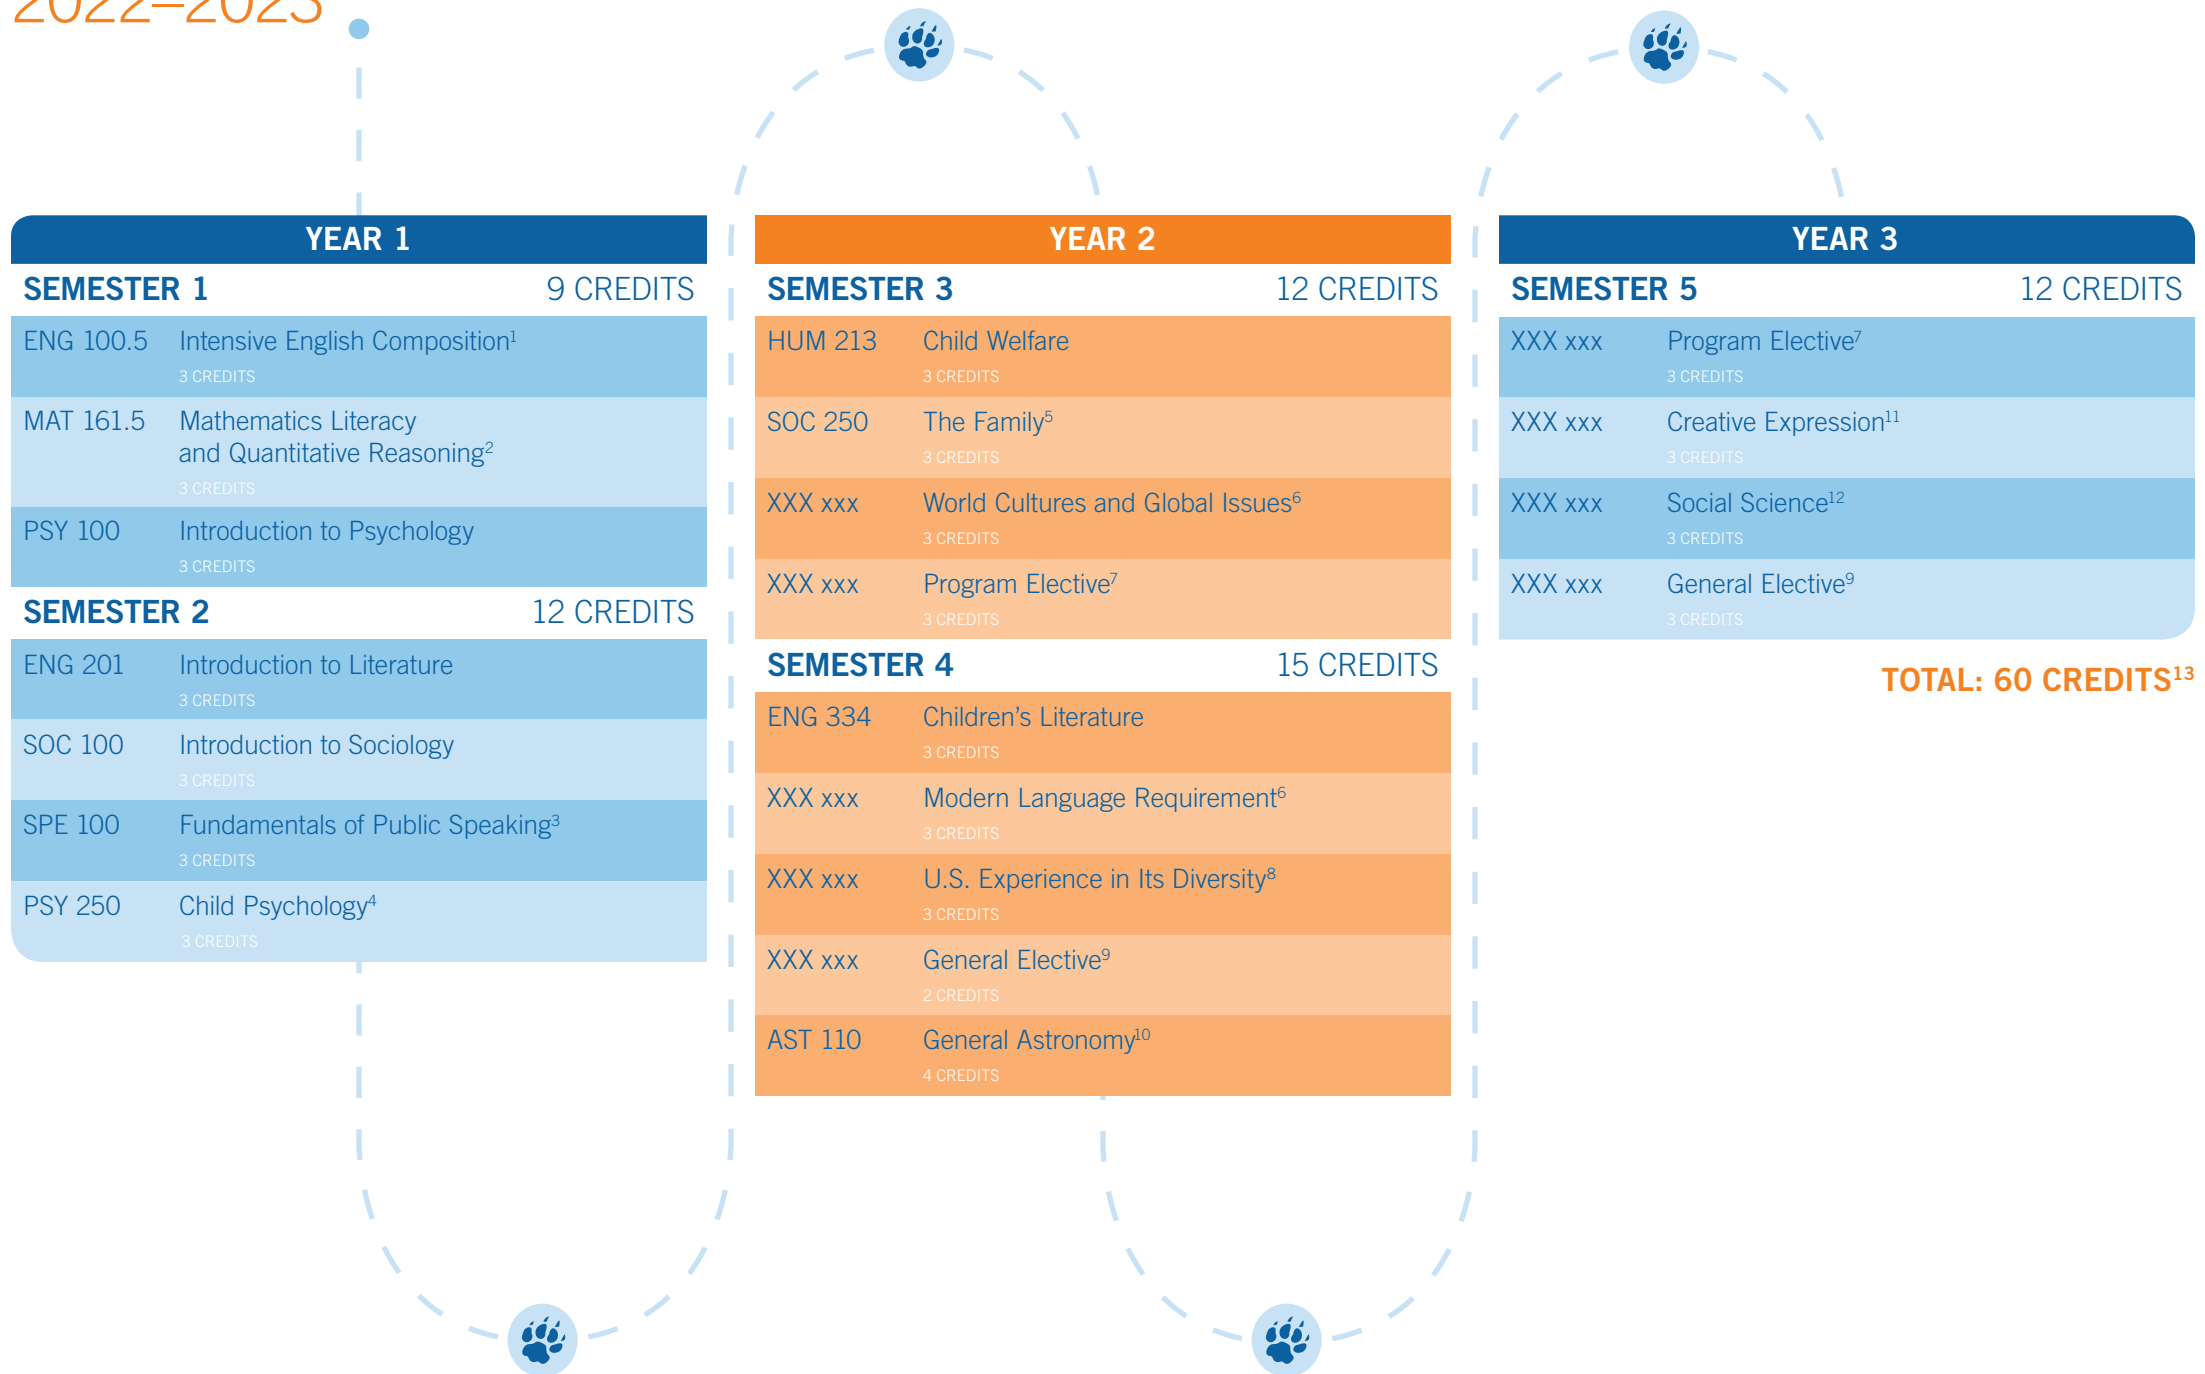 2022–2023
YEAR 1
SEMESTER 1 9 CREDITS
ENG 100.5 Intensive English Composition¹
3 CREDITS
MAT 161.5 Mathematics Literacy
and Quantitative Reasoning²
3 CREDITS
PSY 100 Introduction to Psychology
3 CREDITS
SEMESTER 2 12 CREDITS
ENG 201 Introduction to Literature
3 CREDITS
SOC 100 Introduction to Sociology
3 CREDITS
SPE 100 Fundamentals of Public Speaking³
3 CREDITS
PSY 250 Child Psychology⁴
3 CREDITS
YEAR 2
SEMESTER 3 12 CREDITS
HUM 213 Child Welfare
3 CREDITS
SOC 250 The Family⁵
3 CREDITS
XXX xxx World Cultures and Global Issues⁶
3 CREDITS
XXX xxx Program Elective⁷
3 CREDITS
SEMESTER 4 15 CREDITS
ENG 334 Children's Literature
3 CREDITS
XXX xxx Modern Language Requirement⁶
3 CREDITS
XXX xxx U.S. Experience in Its Diversity⁸
3 CREDITS
XXX xxx General Elective⁹
2 CREDITS
AST 110 General Astronomy¹⁰
4 CREDITS
YEAR 3
SEMESTER 5 12 CREDITS
XXX xxx Program Elective⁷
3 CREDITS
XXX xxx Creative Expression¹¹
3 CREDITS
XXX xxx Social Science¹²
3 CREDITS
XXX xxx General Elective⁹
3 CREDITS
TOTAL: 60 CREDITS¹³